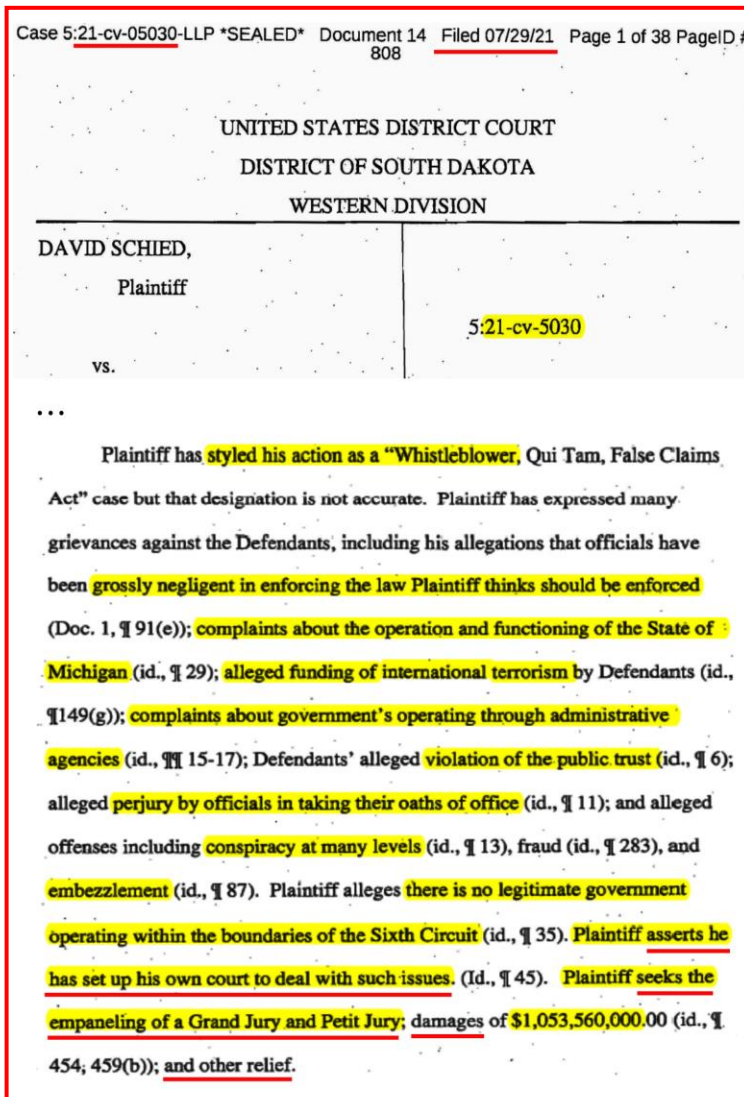 Case 5:21-cv-05030-LLP *SEALED* Document 14 Filed 07/29/21 Page 1 of 38 PageID #
808
UNITED STATES DISTRICT COURT
DISTRICT OF SOUTH DAKOTA
WESTERN DIVISION
DAVID SCHIED,
Plaintiff
5:21-cv-5030
vs.
...
Plaintiff has styled his action as a “Whistleblower, Qui Tam, False Claims
Act” case but that designation is not accurate. Plaintiff has expressed many
grievances against the Defendants, including his allegations that officials have
been grossly negligent in enforcing the law Plaintiff thinks should be enforced
(Doc. 1, ¶ 91(e)); complaints about the operation and functioning of the State of
Michigan (id., ¶ 29); alleged funding of international terrorism by Defendants (id.,
¶149(g)); complaints about government’s operating through administrative
agencies (id., ¶¶ 15-17); Defendants’ alleged violation of the public trust (id., ¶ 6);
alleged perjury by officials in taking their oaths of office (id., ¶ 11); and alleged
offenses including conspiracy at many levels (id., ¶ 13), fraud (id., ¶ 283), and
embezzlement (id., ¶ 87). Plaintiff alleges there is no legitimate government
operating within the boundaries of the Sixth Circuit (id., ¶ 35). Plaintiff asserts he
has set up his own court to deal with such issues. (Id., ¶ 45). Plaintiff seeks the
empaneling of a Grand Jury and Petit Jury; damages of $1,053,560,000.00 (id., ¶
454; 459(b)); and other relief.